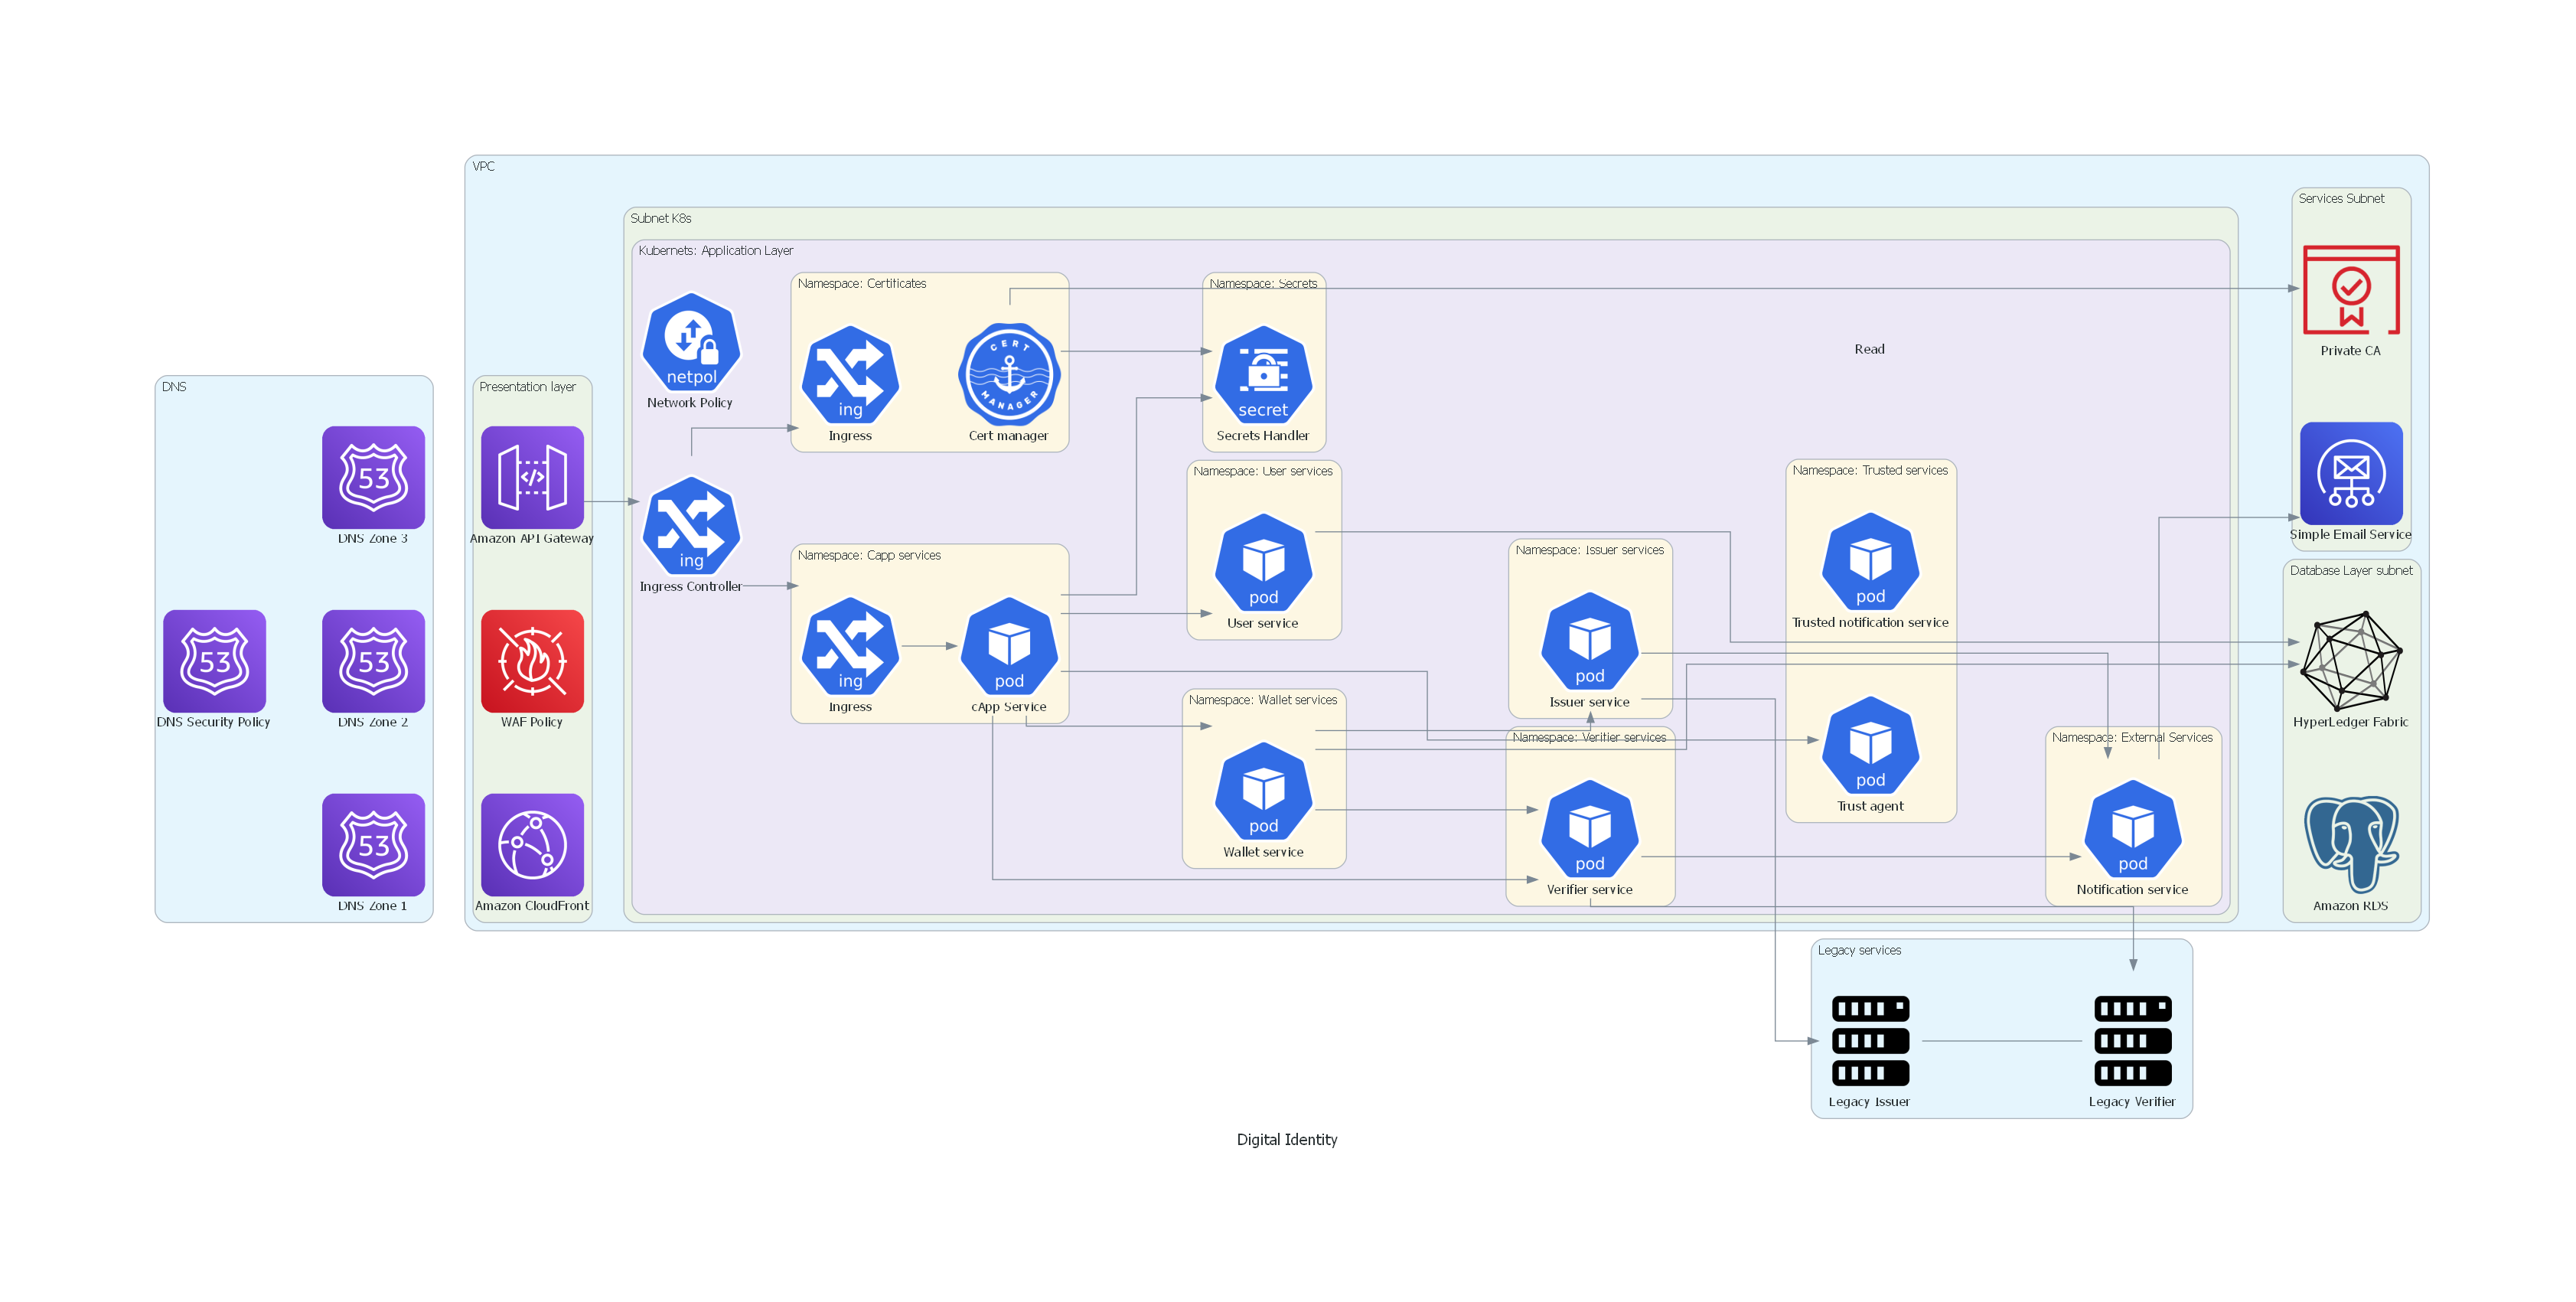 VPC
Services Subnet
Subnet K8s
Kubernets: Application Layer
Namespace: Certificates
Namespace: Secrets
netpol
Network Policy
ing
Ingress
CERT
MANAGER
Cert manager
secret
Secrets Handler
Read
Private CA
DNS
Presentation layer
53
DNS Zone 3
</>
Amazon API Gateway
ing
Ingress Controller
Namespace: User services
pod
User service
Namespace: Trusted services
pod
Trusted notification service
Simple Email Service
Namespace: Capp services
ing
Ingress
pod
cApp Service
Namespace: Issuer services
pod
Issuer service
Database Layer subnet
HyperLedger Fabric
53
DNS Security Policy
53
DNS Zone 2
WAF Policy
Namespace: Wallet services
pod
Wallet service
Namespace: Verifier services
pod
Verifier service
pod
Trust agent
Namespace: External Services
pod
Notification service
53
DNS Zone 1
Amazon CloudFront
Amazon RDS
Legacy services
Legacy Issuer
Legacy Verifier
Digital Identity